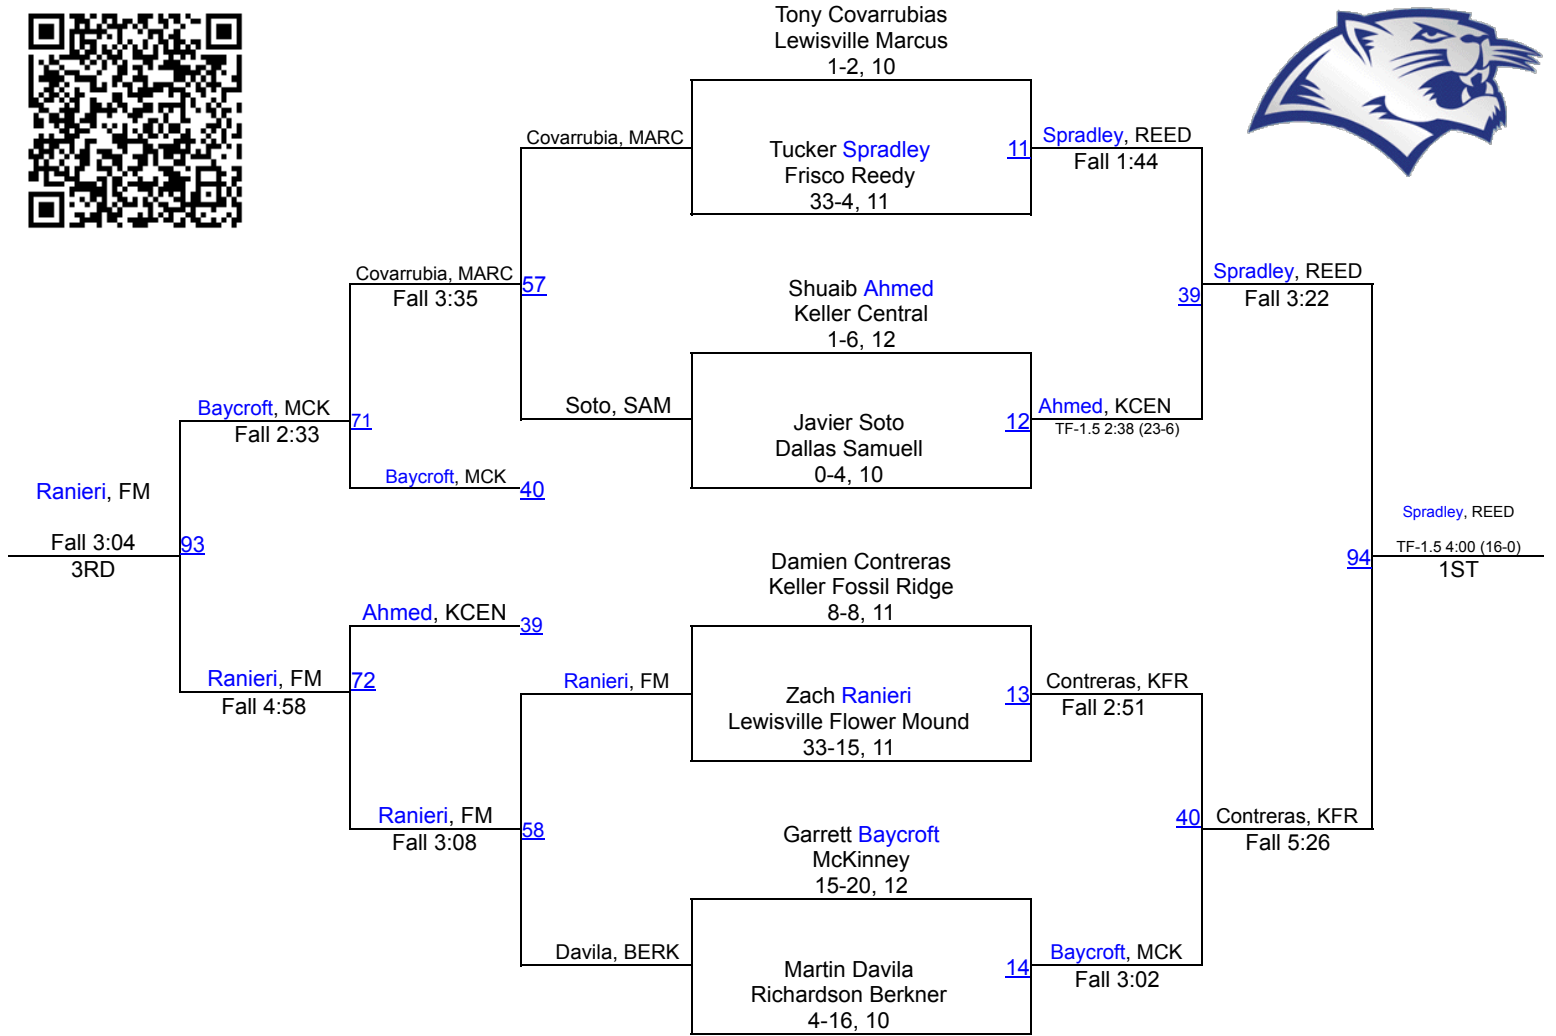 Tony Covarrubias
Lewisville Marcus
1-2, 10
Covarrubia, MARC
Tucker Spradley
Frisco Reedy
33-4, 11
11
Spradley, REED
Fall 1:44
Covarrubia, MARC
Fall 3:35
57
Shuaib Ahmed
Keller Central
1-6, 12
39
Spradley, REED
Fall 3:22
Baycroft, MCK
Fall 2:33
71
Soto, SAM
Javier Soto
Dallas Samuell
0-4, 10
12
Ahmed, KCEN
TF-1.5 2:38 (23-6)
Baycroft, MCK
40
Ranieri, FM
Fall 3:04
3RD
93
Spradley, REED
TF-1.5 4:00 (16-0)
1ST
94
Damien Contreras
Keller Fossil Ridge
8-8, 11
Ahmed, KCEN
39
Ranieri, FM
Fall 4:58
72
Ranieri, FM
Zach Ranieri
Lewisville Flower Mound
33-15, 11
13
Contreras, KFR
Fall 2:51
Ranieri, FM
Fall 3:08
58
Garrett Baycroft
McKinney
15-20, 12
40
Contreras, KFR
Fall 5:26
Davila, BERK
Martin Davila
Richardson Berkner
4-16, 10
14
Baycroft, MCK
Fall 3:02